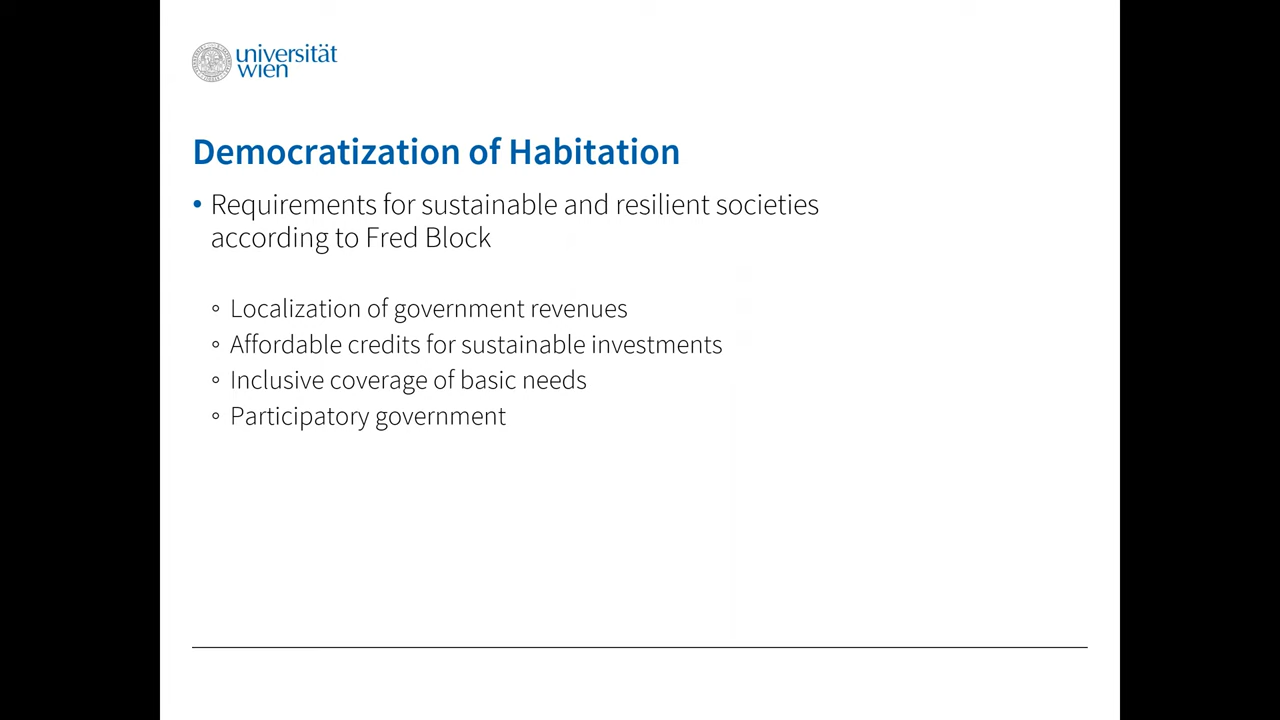 universität
wien
Democratization of Habitation
• Requirements for sustainable and resilient societies
according to Fred Block
◦ Localization of government revenues
◦ Affordable credits for sustainable investments
◦ Inclusive coverage of basic needs
◦ Participatory government